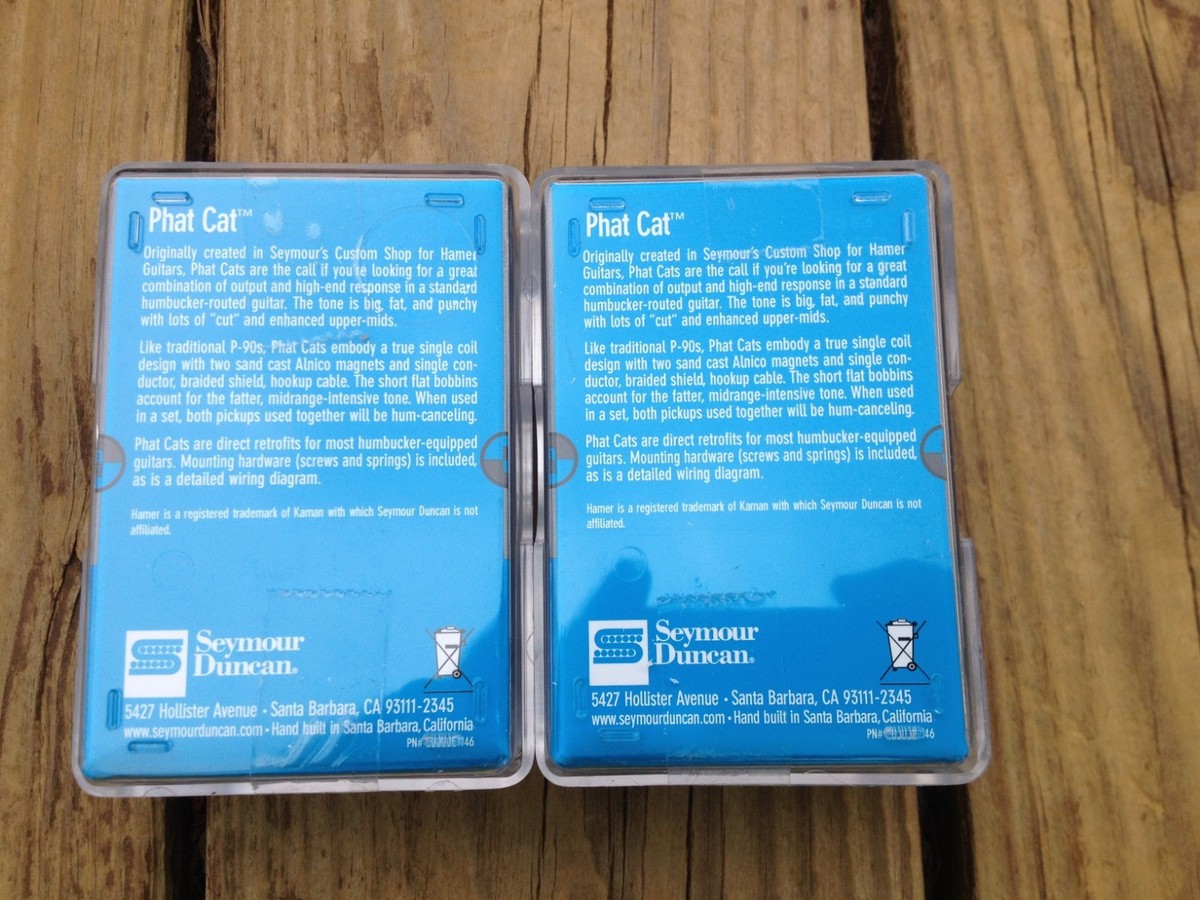 Phat Cat™
Originally created in Seymour's Custom Shop for Hamer
Guitars, Phat Cats are the call if you're looking for a great
combination of output and high-end response in a standard
humbucker-routed guitar. The tone is big, fat, and punchy
with lots of "cut" and enhanced upper-mids.
Like traditional P-90s, Phat Cats embody a true single coil
design with two sand cast Alnico magnets and single con-
ductor, braided shield, hookup cable. The short flat bobbins
account for the fatter, midrange-intensive tone. When used
in a set, both pickups used together will be hum-canceling.
Phat Cats are direct retrofits for most humbucker-equipped
guitars. Mounting hardware (screws and springs) is included,
as is a detailed wiring diagram.
Hamer is a registered trademark of Kaman with which Seymour Duncan is not
affiliated.
Seymour
Duncan®
5427 Hollister Avenue • Santa Barbara, CA 93111-2345
www.seymourduncan.com • Hand built in Santa Barbara, California
PN#
Phat Cat™
Originally created in Seymour's Custom Shop for Hamer
Guitars, Phat Cats are the call if you're looking for a great
combination of output and high-end response in a standard
humbucker-routed guitar. The tone is big, fat, and punchy
with lots of "cut" and enhanced upper-mids.
Like traditional P-90s, Phat Cats embody a true single coil
design with two sand cast Alnico magnets and single con-
ductor, braided shield, hookup cable. The short flat bobbins
account for the fatter, midrange-intensive tone. When used
in a set, both pickups used together will be hum-canceling.
Phat Cats are direct retrofits for most humbucker-equipped
guitars. Mounting hardware (screws and springs) is included,
as is a detailed wiring diagram.
Hamer is a registered trademark of Kaman with which Seymour Duncan is not
affiliated.
Seymour
Duncan®
5427 Hollister Avenue • Santa Barbara, CA 93111-2345
www.seymourduncan.com • Hand built in Santa Barbara, California
PN#